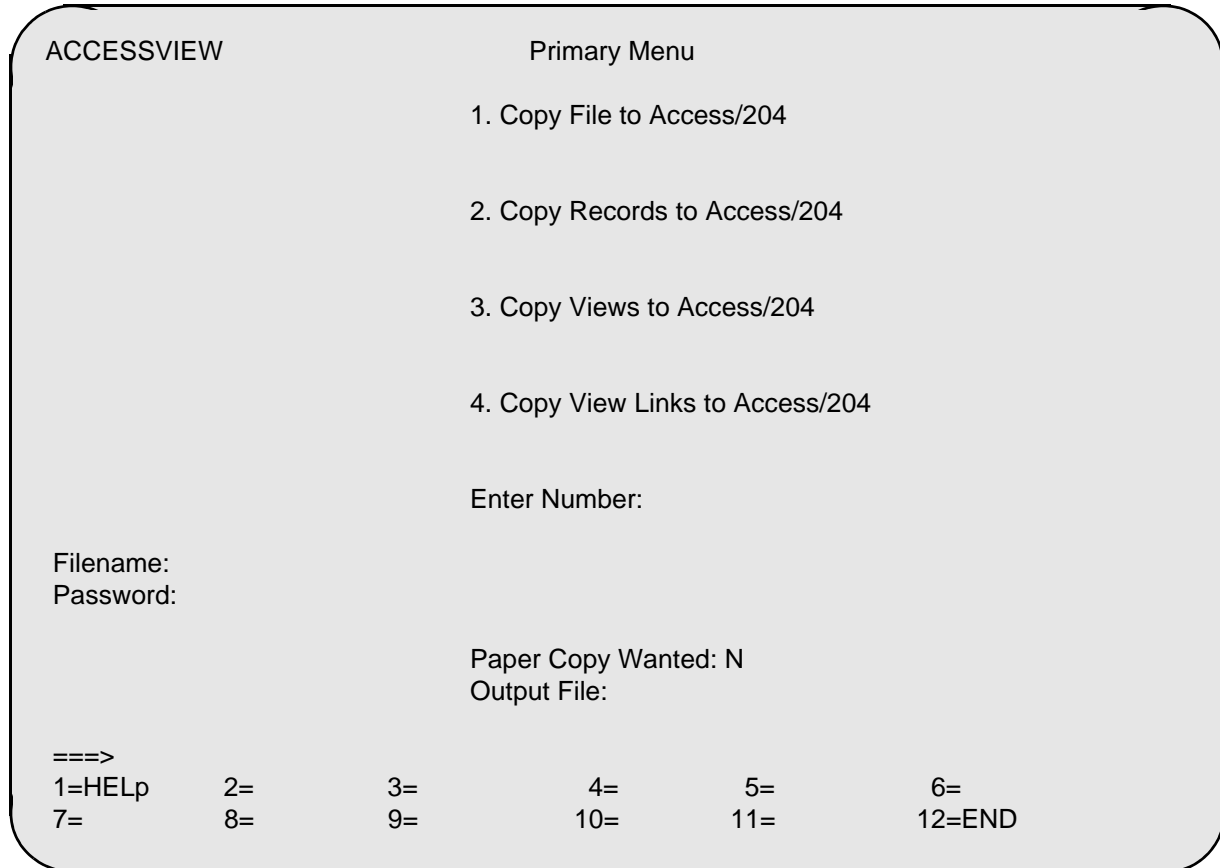 ACCESSVIEW Primary Menu
1. Copy File to Access/204
2. Copy Records to Access/204
3. Copy Views to Access/204
4. Copy View Links to Access/204
Enter Number:
Filename:
Password:
Paper Copy Wanted: N
Output File:
===>
1=HELp 2= 3= 4= 5= 6=
7= 8= 9= 10= 11= 12=END